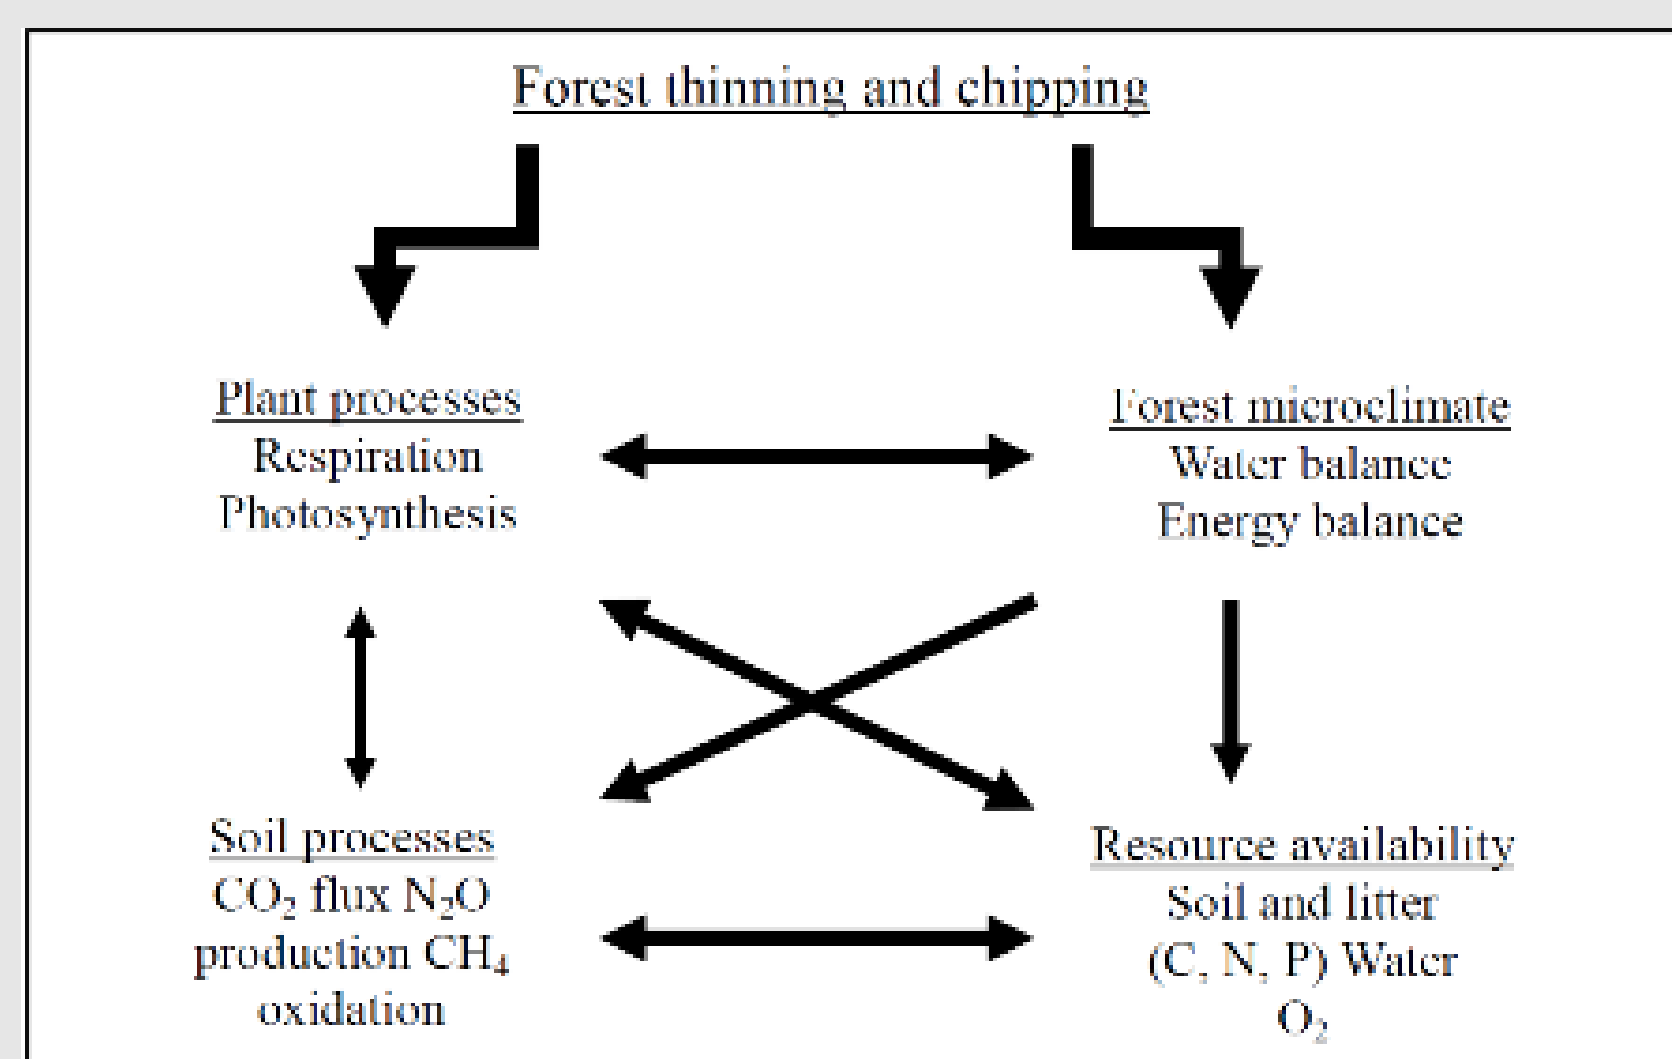 Forest thinning and chipping
Plant processes
Respiration
Photosynthesis
Forest microclimate
Water balance
Energy balance
Soil processes
CO₂ flux N₂O
production CH₄
oxidation
Resource availability
Soil and litter
(C, N, P) Water
O₂